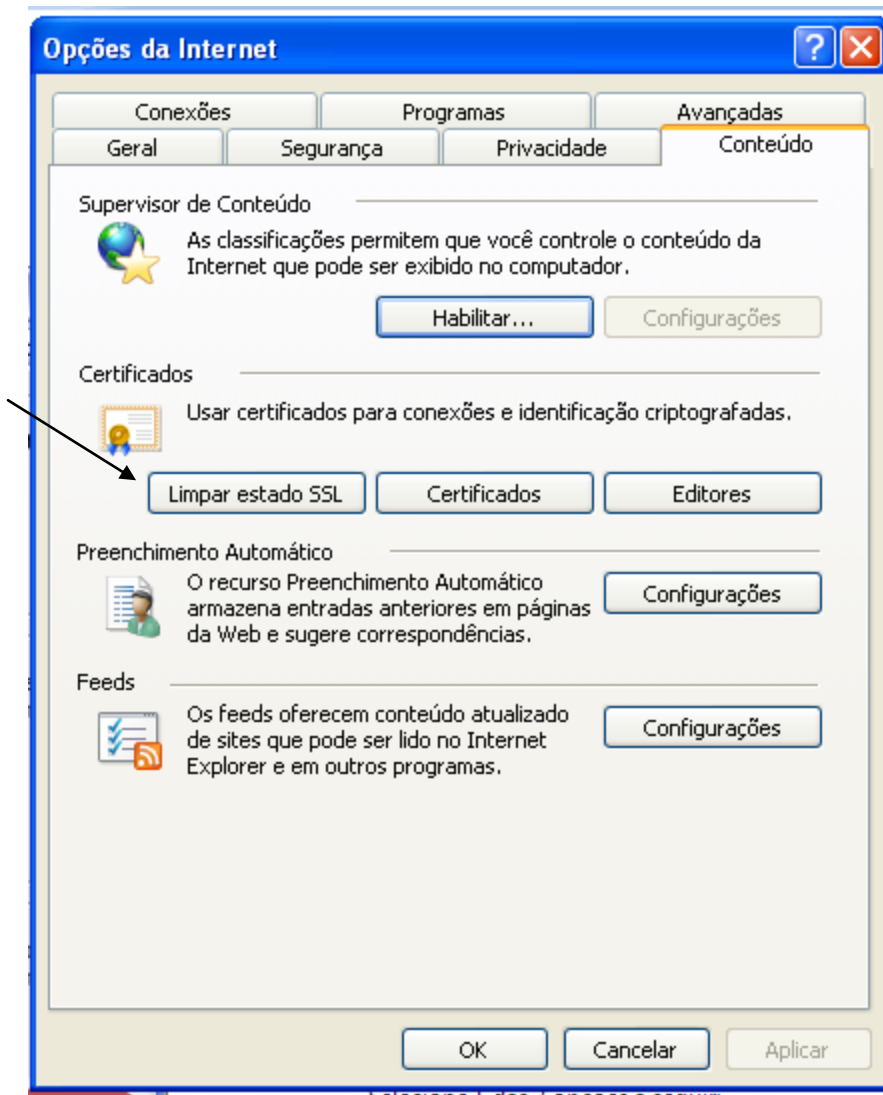 Opções da Internet
Conexões
Programas
Avançadas
Geral
Segurança
Privacidade
Conteúdo
Supervisor de Conteúdo
As classificações permitem que você controle o conteúdo da
Internet que pode ser exibido no computador.
Habilitar...
Configurações
Certificados
Usar certificados para conexões e identificação criptografadas.
Limpar estado SSL
Certificados
Editores
Preenchimento Automático
O recurso Preenchimento Automático
armazena entradas anteriores em páginas
da Web e sugere correspondências.
Configurações
Feeds
Os feeds oferecem conteúdo atualizado
de sites que pode ser lido no Internet
Explorer e em outros programas.
Configurações
OK
Cancelar
Aplicar